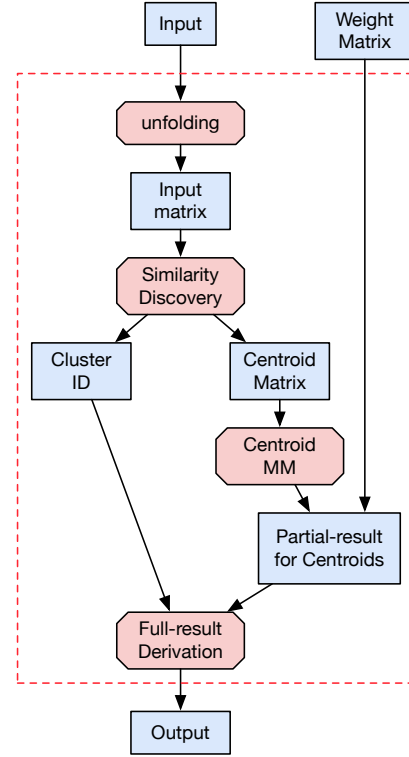 Input
Weight
Matrix
unfolding
Input
matrix
Similarity
Discovery
Cluster
ID
Centroid
Matrix
Centroid
MM
Partial-result
for Centroids
Full-result
Derivation
Output